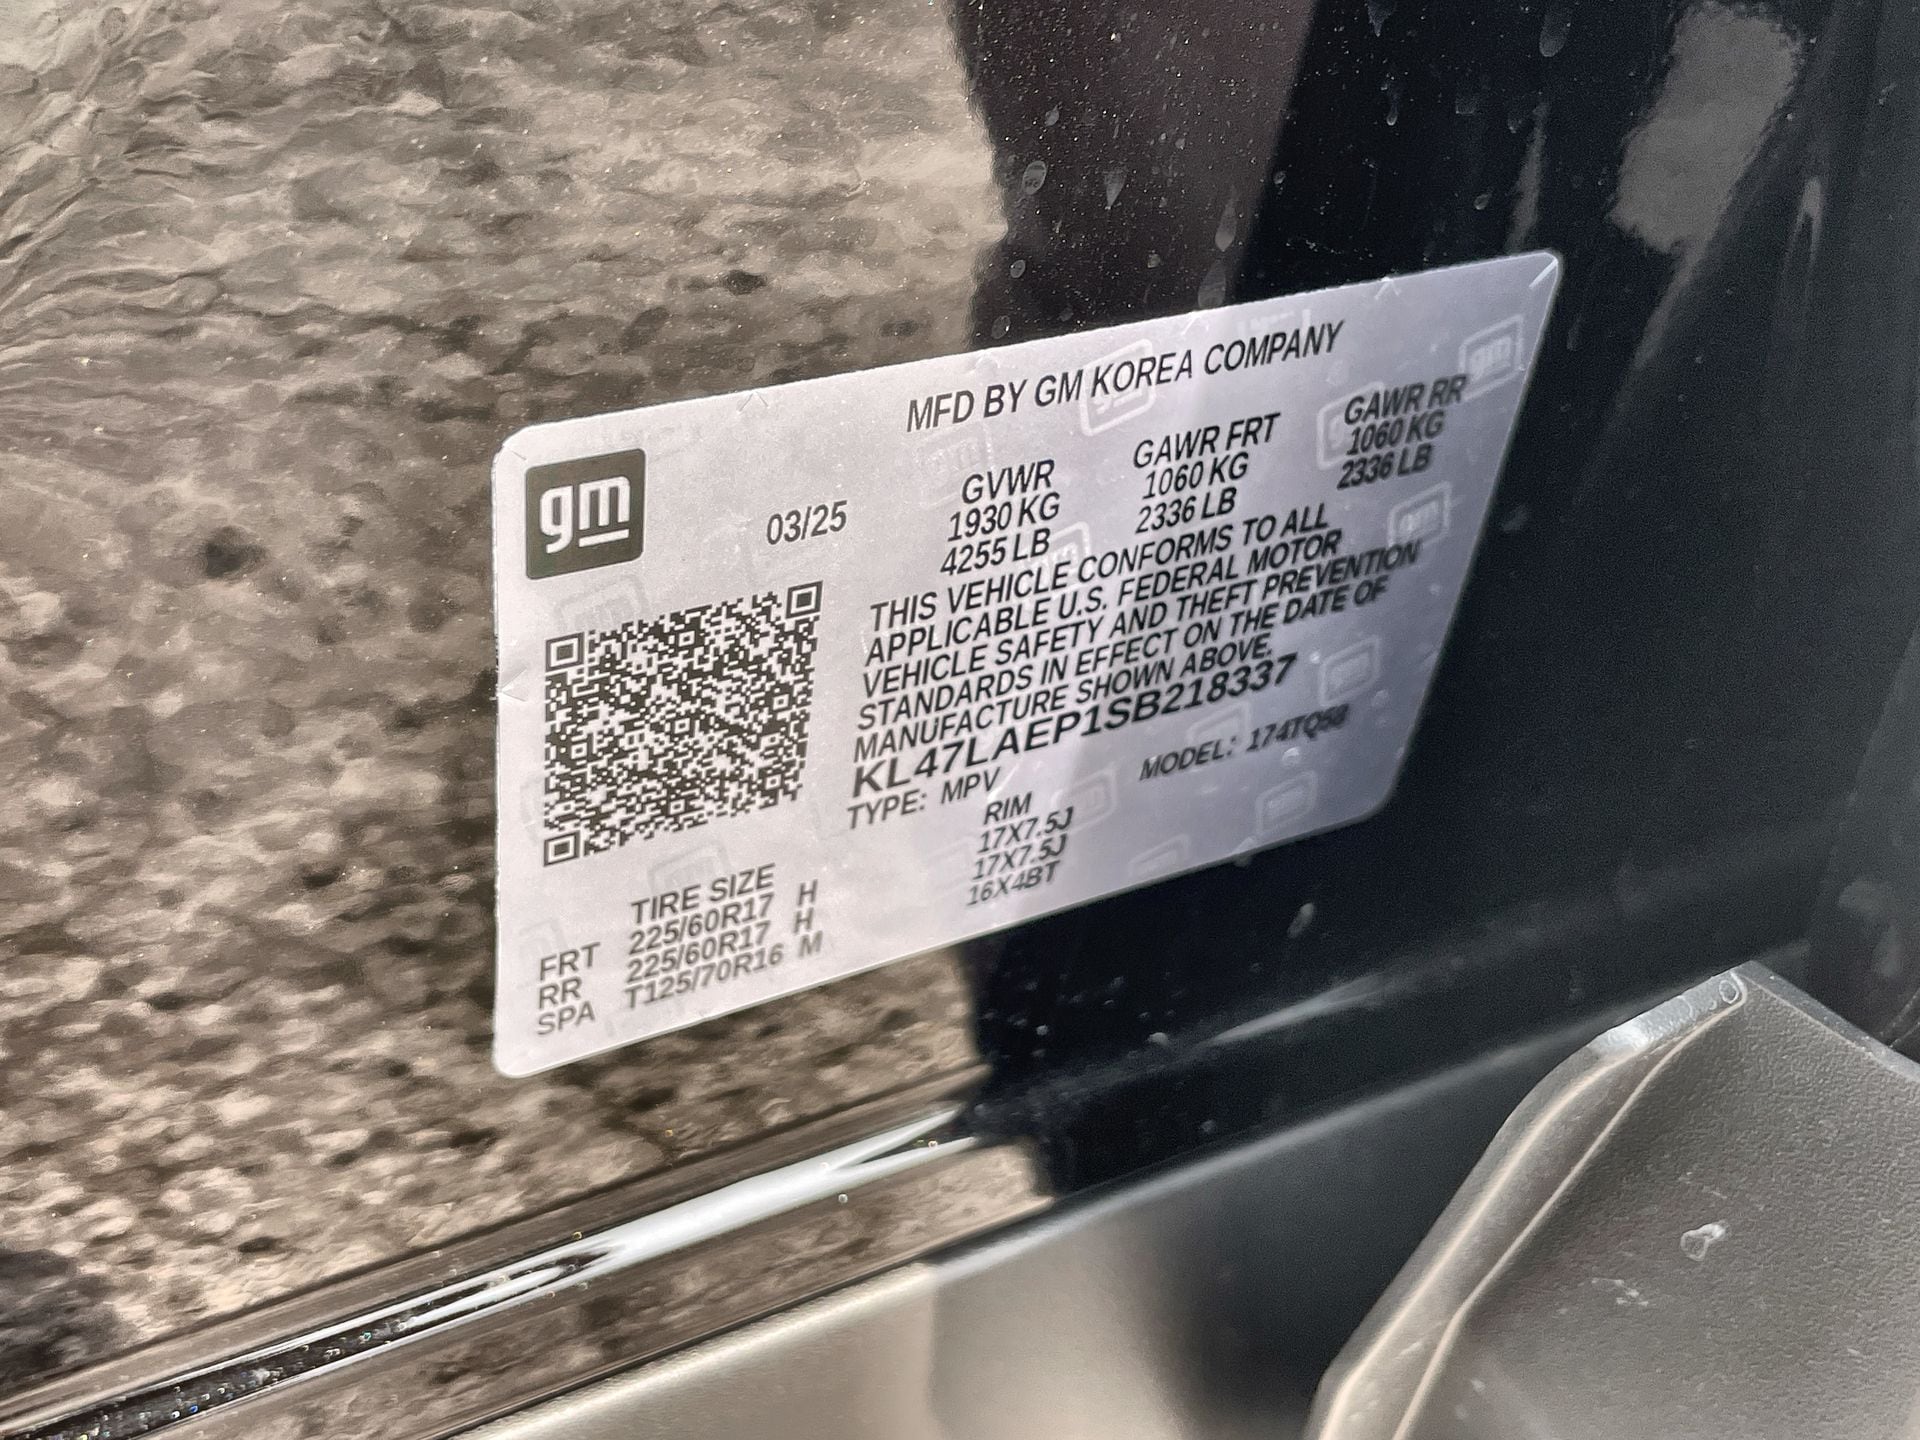 MFD BY GM KOREA COMPANY
gm
03/25
GVWR GAWR FRT GAWR RR
1930 KG 1060 KG 1060 KG
4255 LB 2336 LB 2336 LB
THIS VEHICLE CONFORMS TO ALL
APPLICABLE U.S. FEDERAL MOTOR
VEHICLE SAFETY AND THEFT PREVENTION
STANDARDS IN EFFECT ON THE DATE OF
MANUFACTURE SHOWN ABOVE.
KL47LAEP1SB218337
TYPE: MPV MODEL: 174TQ58
TIRE SIZE RIM
FRT 225/60R17 H 17X7.5J
RR 225/60R17 H 17X7.5J
SPA T125/70R16 M 16X4BT